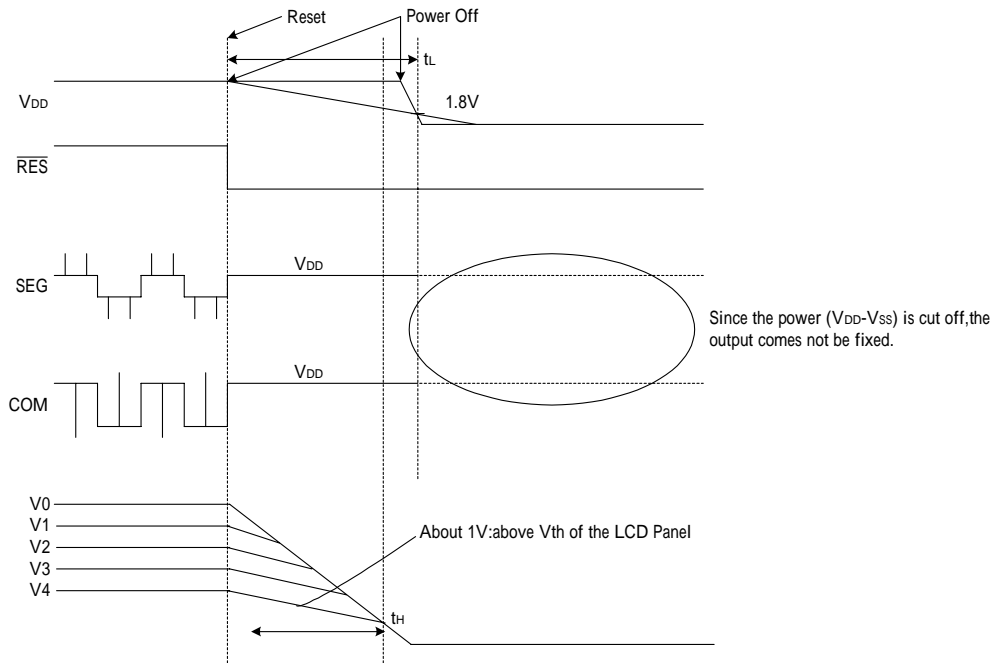 Reset
Power Off
tL
VDD
1.8V
RES
VDD
SEG
Since the power (VDD-VSS) is cut off,the
output comes not be fixed.
VDD
COM
V0
V1
About 1V:above Vth of the LCD Panel
V2
V3
V4
tH